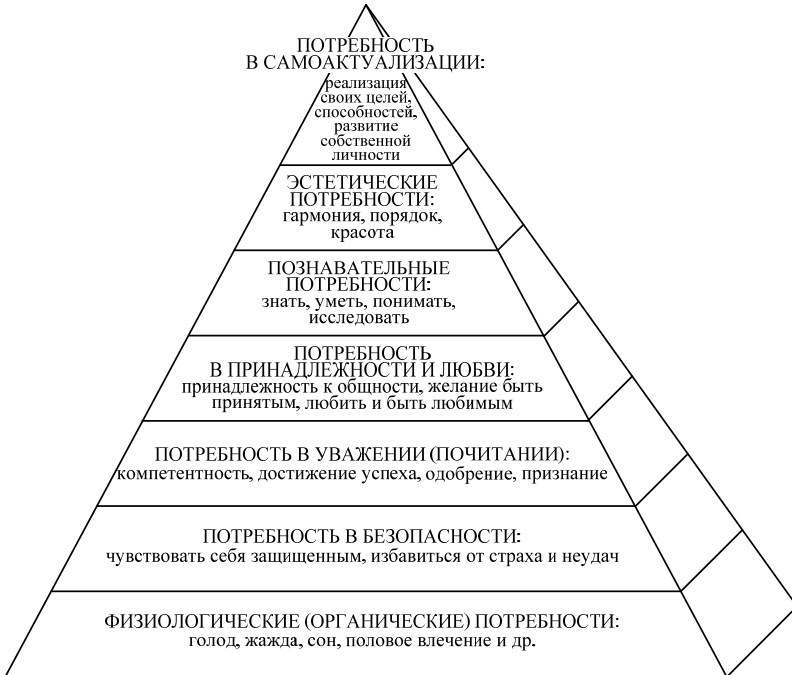 ПОТРЕБНОСТЬ
В САМОАКТУАЛИЗАЦИИ:
реализация
своих целей,
способностей,
развитие
собственной
личности
ЭСТЕТИЧЕСКИЕ
ПОТРЕБНОСТИ:
гармония, порядок,
красота
ПОЗНАВАТЕЛЬНЫЕ
ПОТРЕБНОСТИ:
знать, уметь, понимать,
исследовать
ПОТРЕБНОСТЬ
В ПРИНАДЛЕЖНОСТИ И ЛЮБВИ:
принадлежность к общности, желание быть
принятым, любить и быть любимым
ПОТРЕБНОСТЬ В УВАЖЕНИИ (ПОЧИТАНИИ):
компетентность, достижение успеха, одобрение, признание
ПОТРЕБНОСТЬ В БЕЗОПАСНОСТИ:
чувствовать себя защищенным, избавиться от страха и неудач
ФИЗИОЛОГИЧЕСКИЕ (ОРГАНИЧЕСКИЕ) ПОТРЕБНОСТИ:
голод, жажда, сон, половое влечение и др.